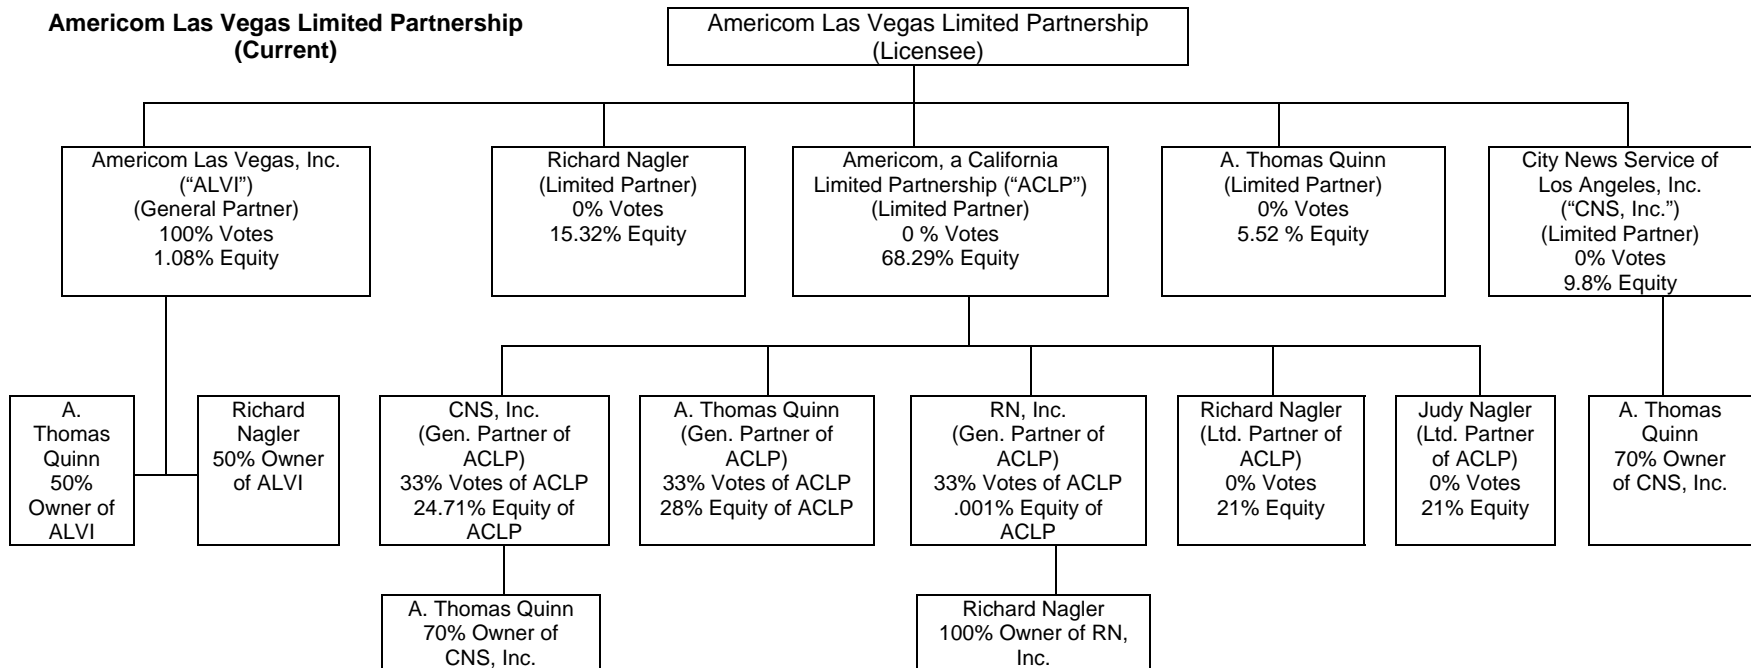 Americom Las Vegas Limited Partnership
(Current)
Americom Las Vegas Limited Partnership
(Licensee)
Americom Las Vegas, Inc.
(“ALVI”)
(General Partner)
100% Votes
1.08% Equity
Richard Nagler
(Limited Partner)
0% Votes
15.32% Equity
Americom, a California
Limited Partnership (“ACLP”)
(Limited Partner)
0 % Votes
68.29% Equity
A. Thomas Quinn
(Limited Partner)
0% Votes
5.52 % Equity
City News Service of
Los Angeles, Inc.
(“CNS, Inc.”)
(Limited Partner)
0% Votes
9.8% Equity
A.
Thomas
Quinn
50%
Owner of
ALVI
Richard
Nagler
50% Owner
of ALVI
CNS, Inc.
(Gen. Partner of
ACLP)
33% Votes of ACLP
24.71% Equity of
ACLP
A. Thomas Quinn
(Gen. Partner of
ACLP)
33% Votes of ACLP
28% Equity of ACLP
RN, Inc.
(Gen. Partner of
ACLP)
33% Votes of ACLP
.001% Equity of
ACLP
Richard Nagler
(Ltd. Partner of
ACLP)
0% Votes
21% Equity
Judy Nagler
(Ltd. Partner
of ACLP)
0% Votes
21% Equity
A. Thomas
Quinn
70% Owner
of CNS, Inc.
A. Thomas Quinn
70% Owner of
CNS, Inc.
Richard Nagler
100% Owner of RN,
Inc.